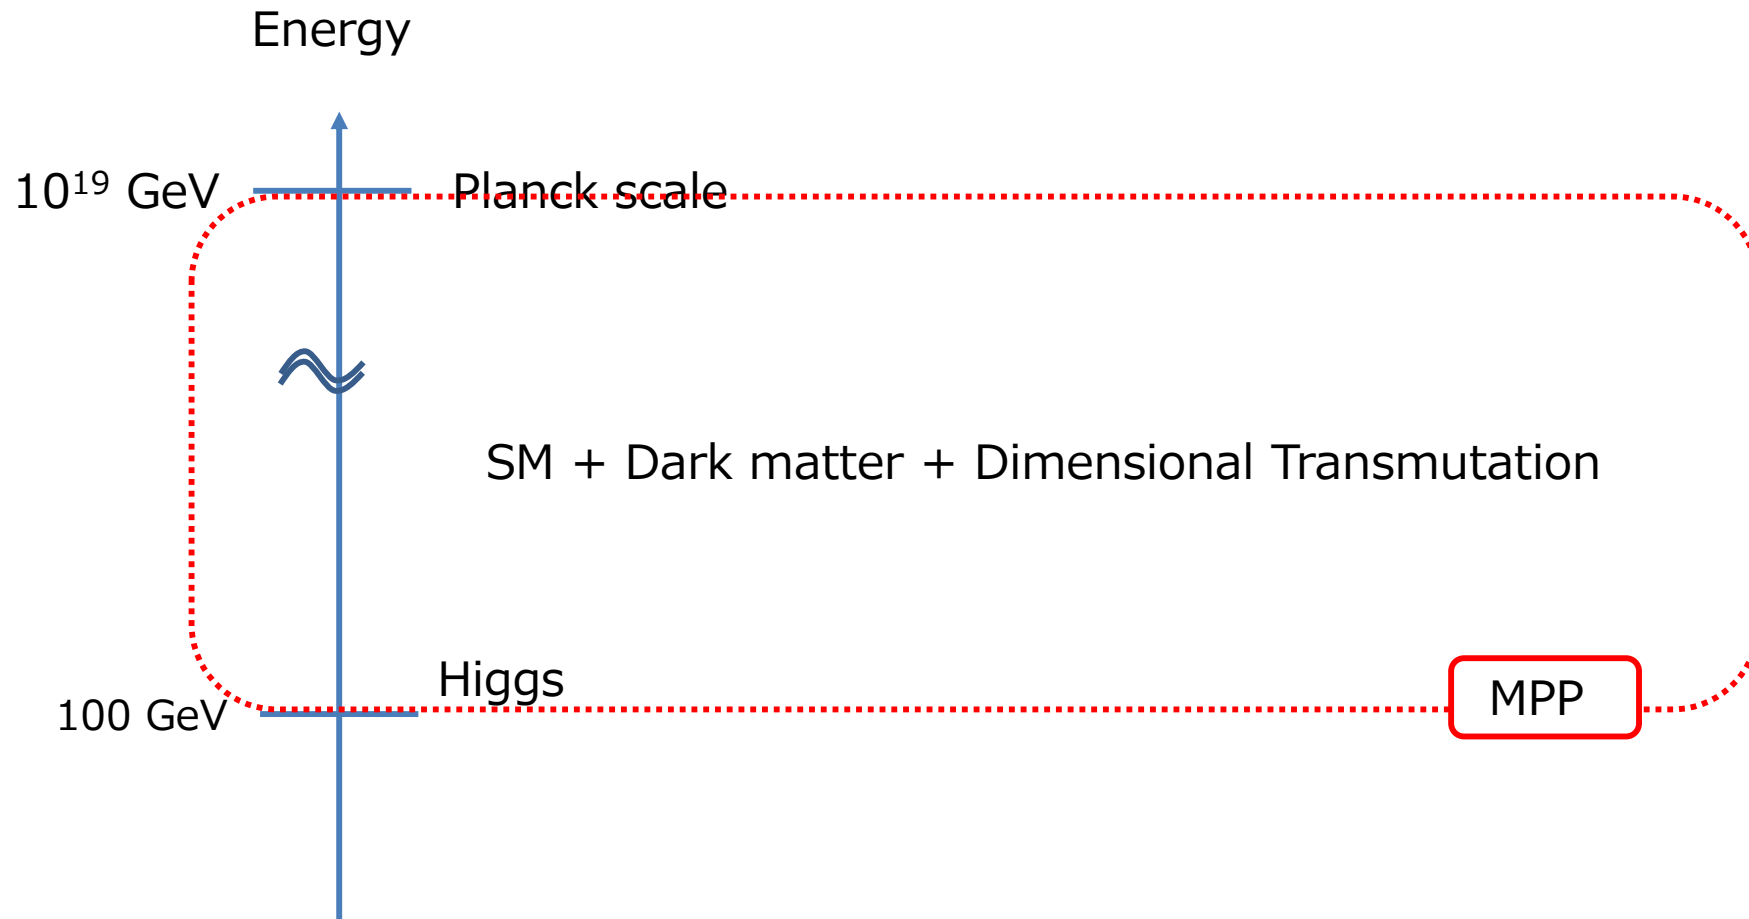 Energy
10¹⁹ GeV
Planck scale
SM + Dark matter + Dimensional Transmutation
Higgs
100 GeV
MPP